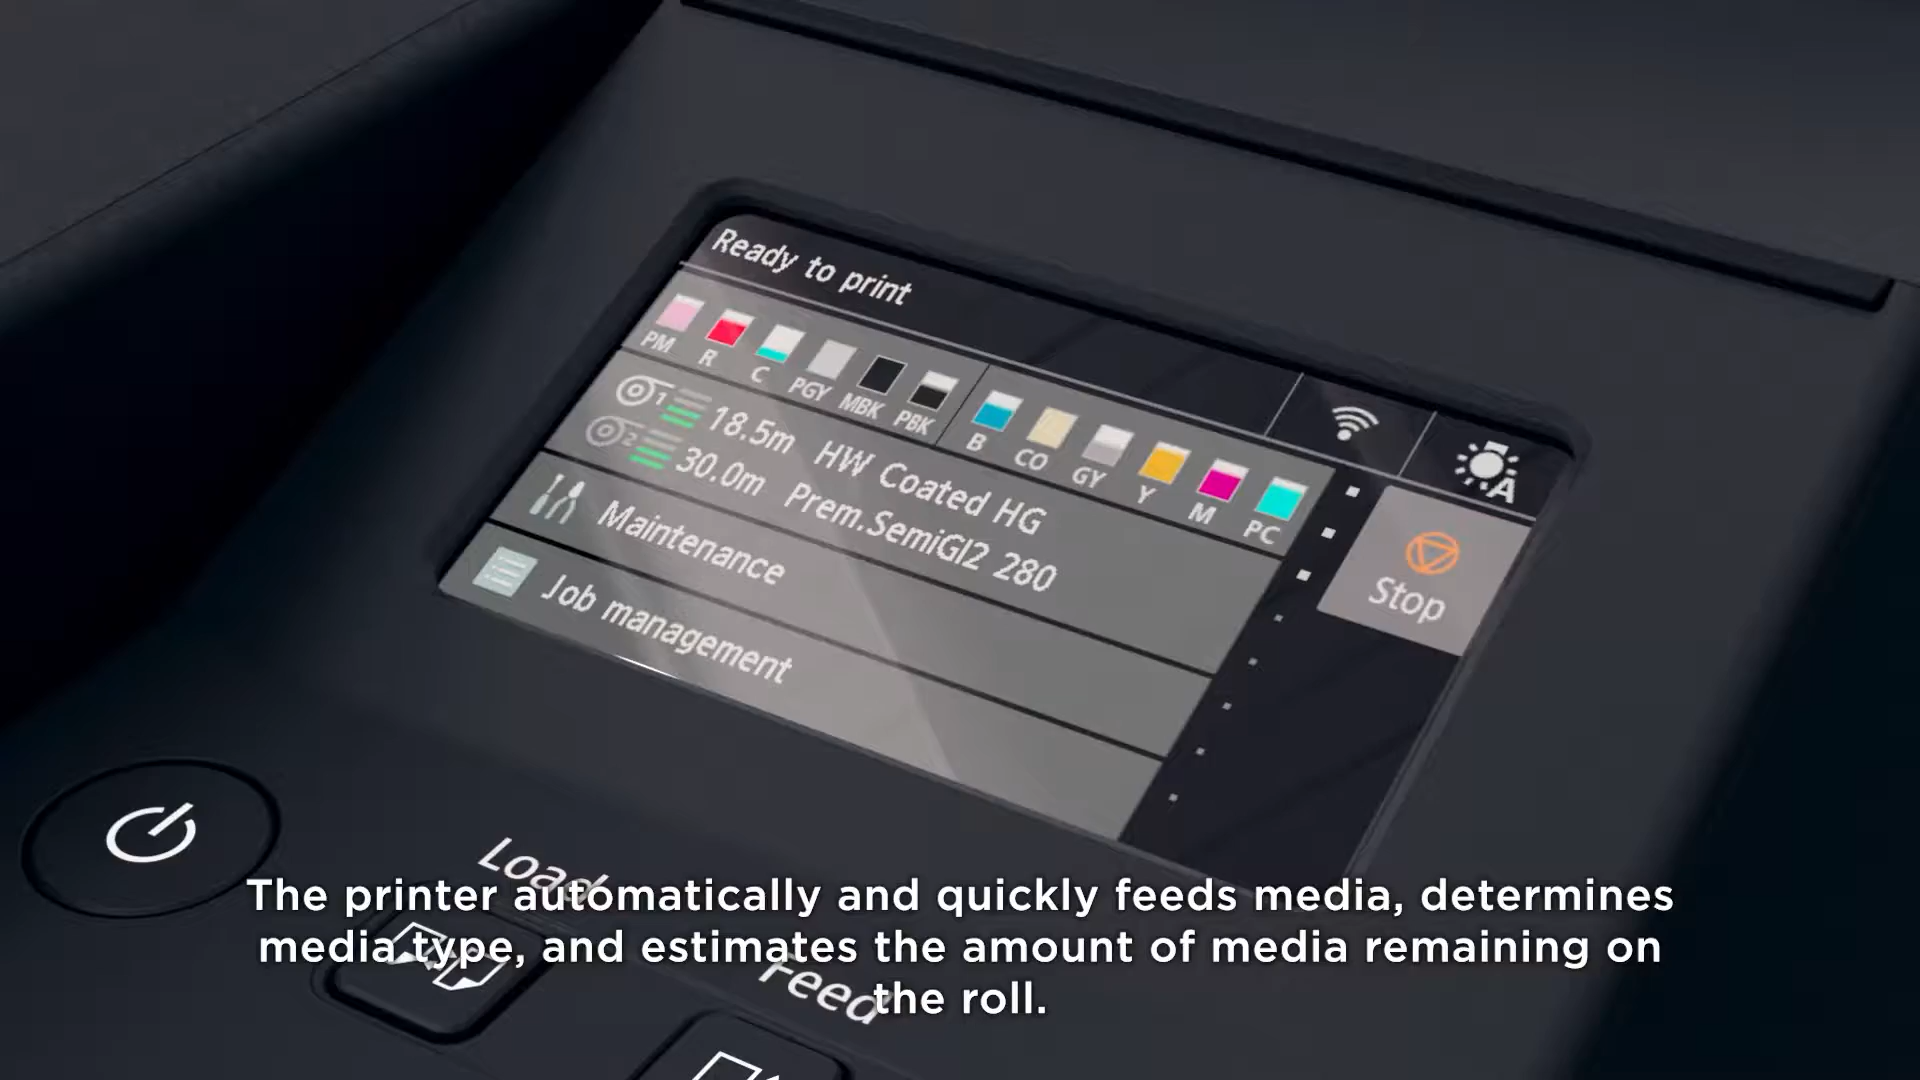 Ready to print
PM R C PGY MBK PBK B CO GY Y M PC
1 18.5m HW Coated HG
2 30.0m Prem.SemiGl2 280
Maintenance
Job management
A
Stop
Load
Feed
The printer automatically and quickly feeds media, determines
media type, and estimates the amount of media remaining on
the roll.